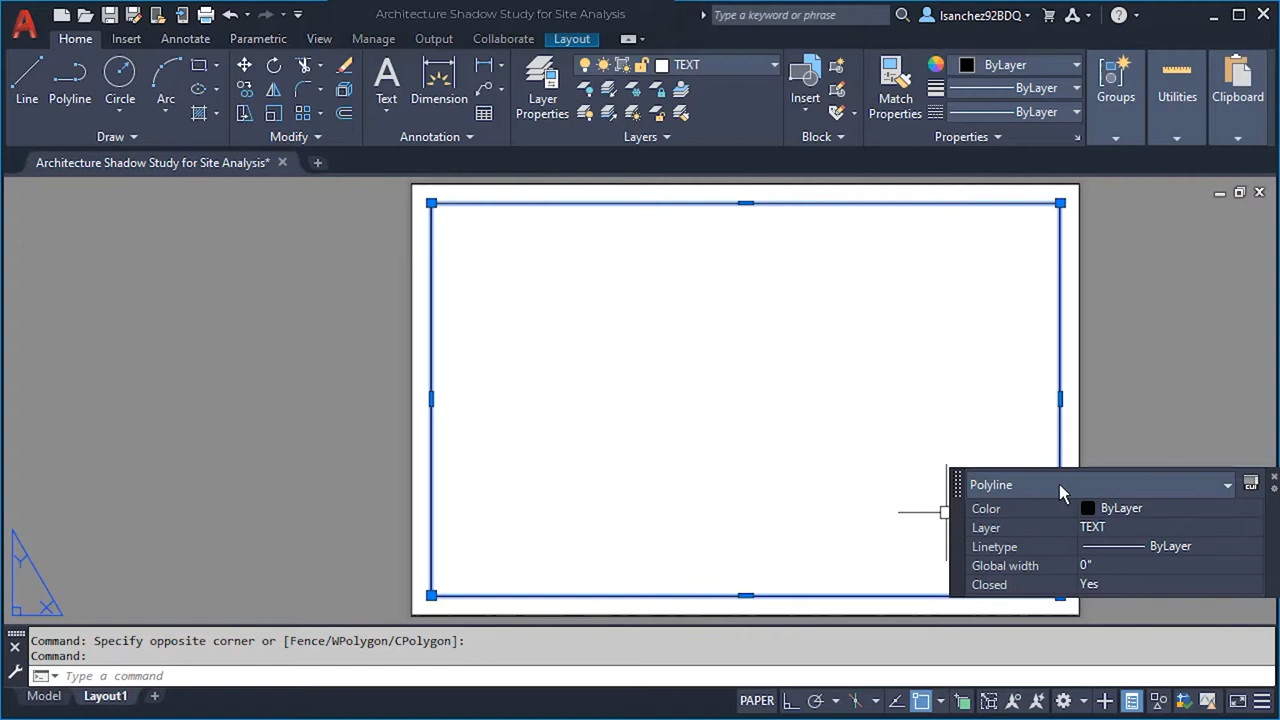 Architecture Shadow Study for Site Analysis
Type a keyword or phrase
lsanchez92BDQ
Home
Insert
Annotate
Parametric
View
Manage
Output
Collaborate
Layout
TEXT
ByLayer
ByLayer
ByLayer
Line
Polyline
Circle
Arc
Text
Dimension
Layer
Properties
Insert
Match
Properties
Groups
Utilities
Clipboard
Draw
Modify
Annotation
Layers
Block
Properties
Architecture Shadow Study for Site Analysis*
Polyline
CUI
Color ByLayer
Layer TEXT
Linetype ByLayer
Global width 0"
Closed Yes
Y
X
Command: Specify opposite corner or [Fence/WPolygon/CPolygon]:
Command:
Type a command
Model
Layout1
PAPER